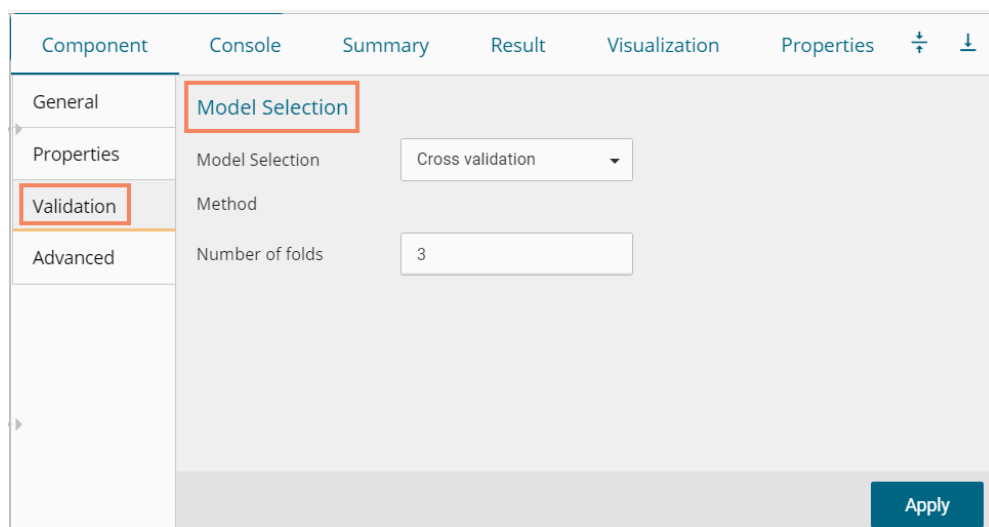 Component Console Summary Result Visualization Properties
General
Properties
Validation
Advanced
Model Selection
Model Selection Cross validation
Method
Number of folds 3
Apply